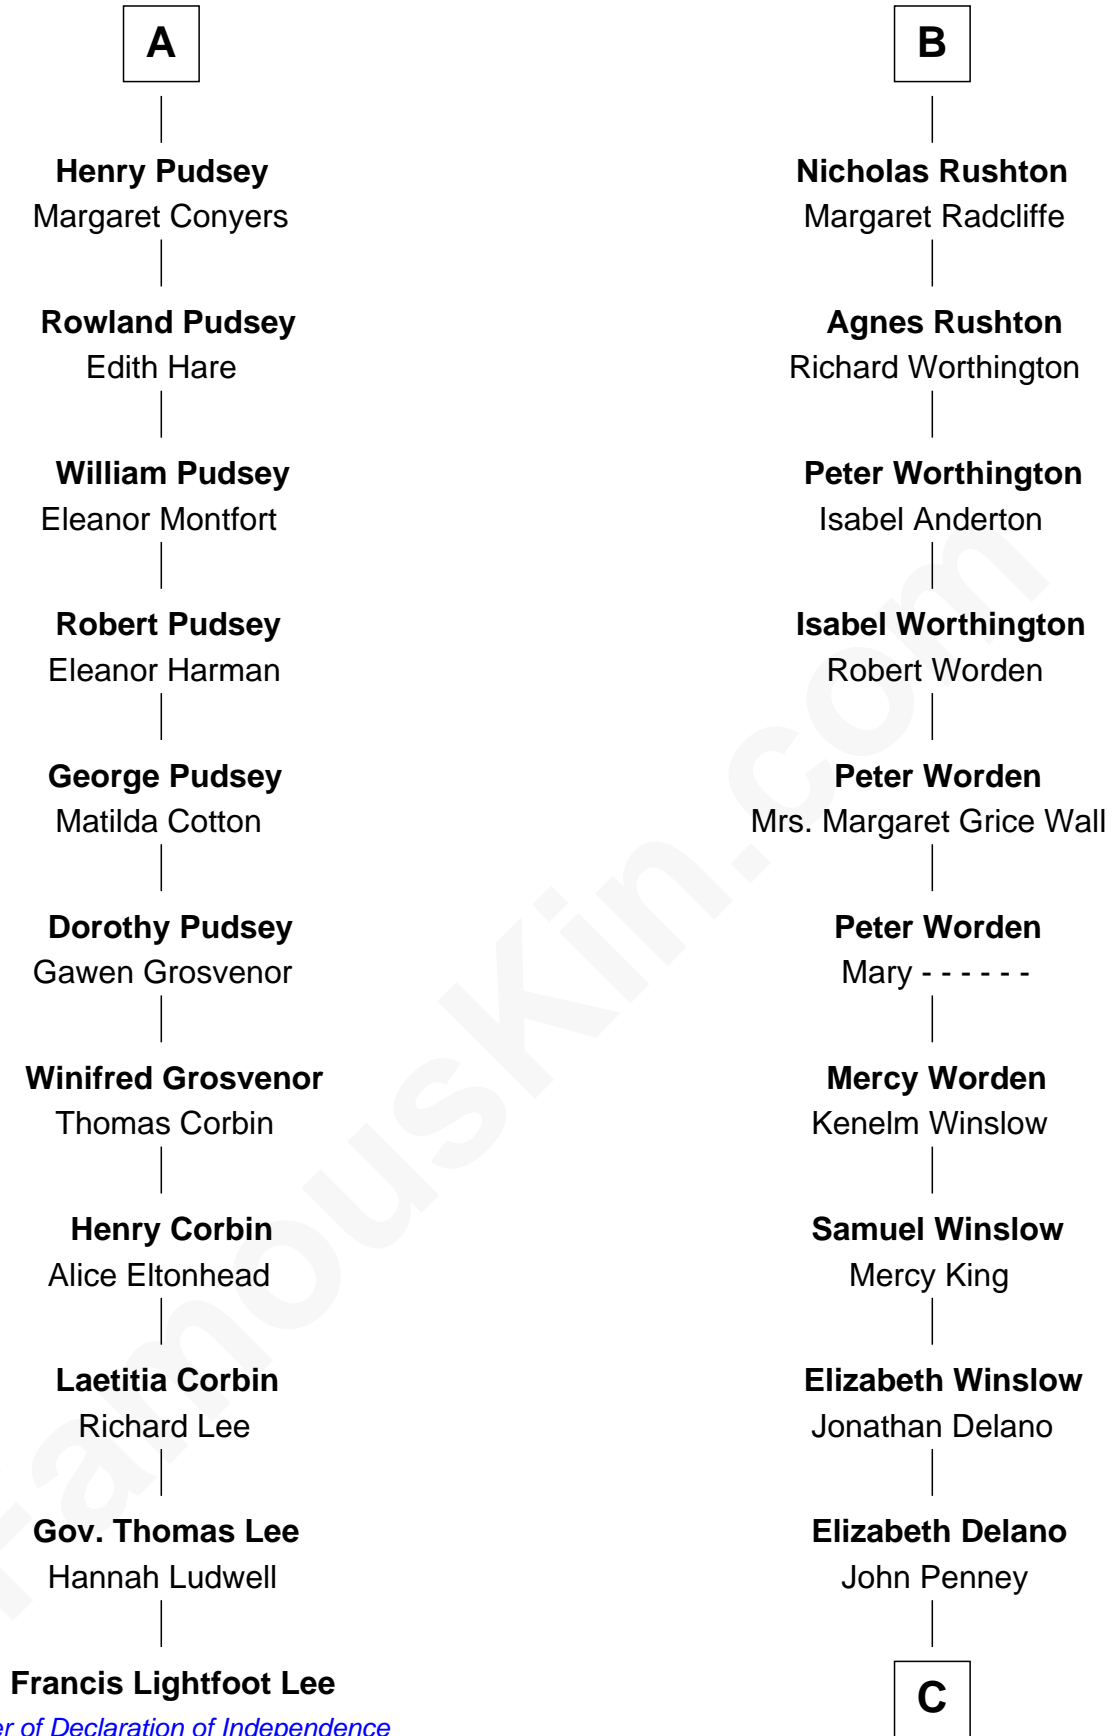 A
Henry Pudsey
Margaret Conyers
Rowland Pudsey
Edith Hare
William Pudsey
Eleanor Montfort
Robert Pudsey
Eleanor Harman
George Pudsey
Matilda Cotton
Dorothy Pudsey
Gawen Grosvenor
Winifred Grosvenor
Thomas Corbin
Henry Corbin
Alice Eltonhead
Laetitia Corbin
Richard Lee
Gov. Thomas Lee
Hannah Ludwell
Francis Lightfoot Lee
of Declaration of Independence
B
Nicholas Rushton
Margaret Radcliffe
Agnes Rushton
Richard Worthington
Peter Worthington
Isabel Anderton
Isabel Worthington
Robert Worden
Peter Worden
Mrs. Margaret Grice Wall
Peter Worden
Mary - - - - - -
Mercy Worden
Kenelm Winslow
Samuel Winslow
Mercy King
Elizabeth Winslow
Jonathan Delano
Elizabeth Delano
John Penney
C
FamousKin.com